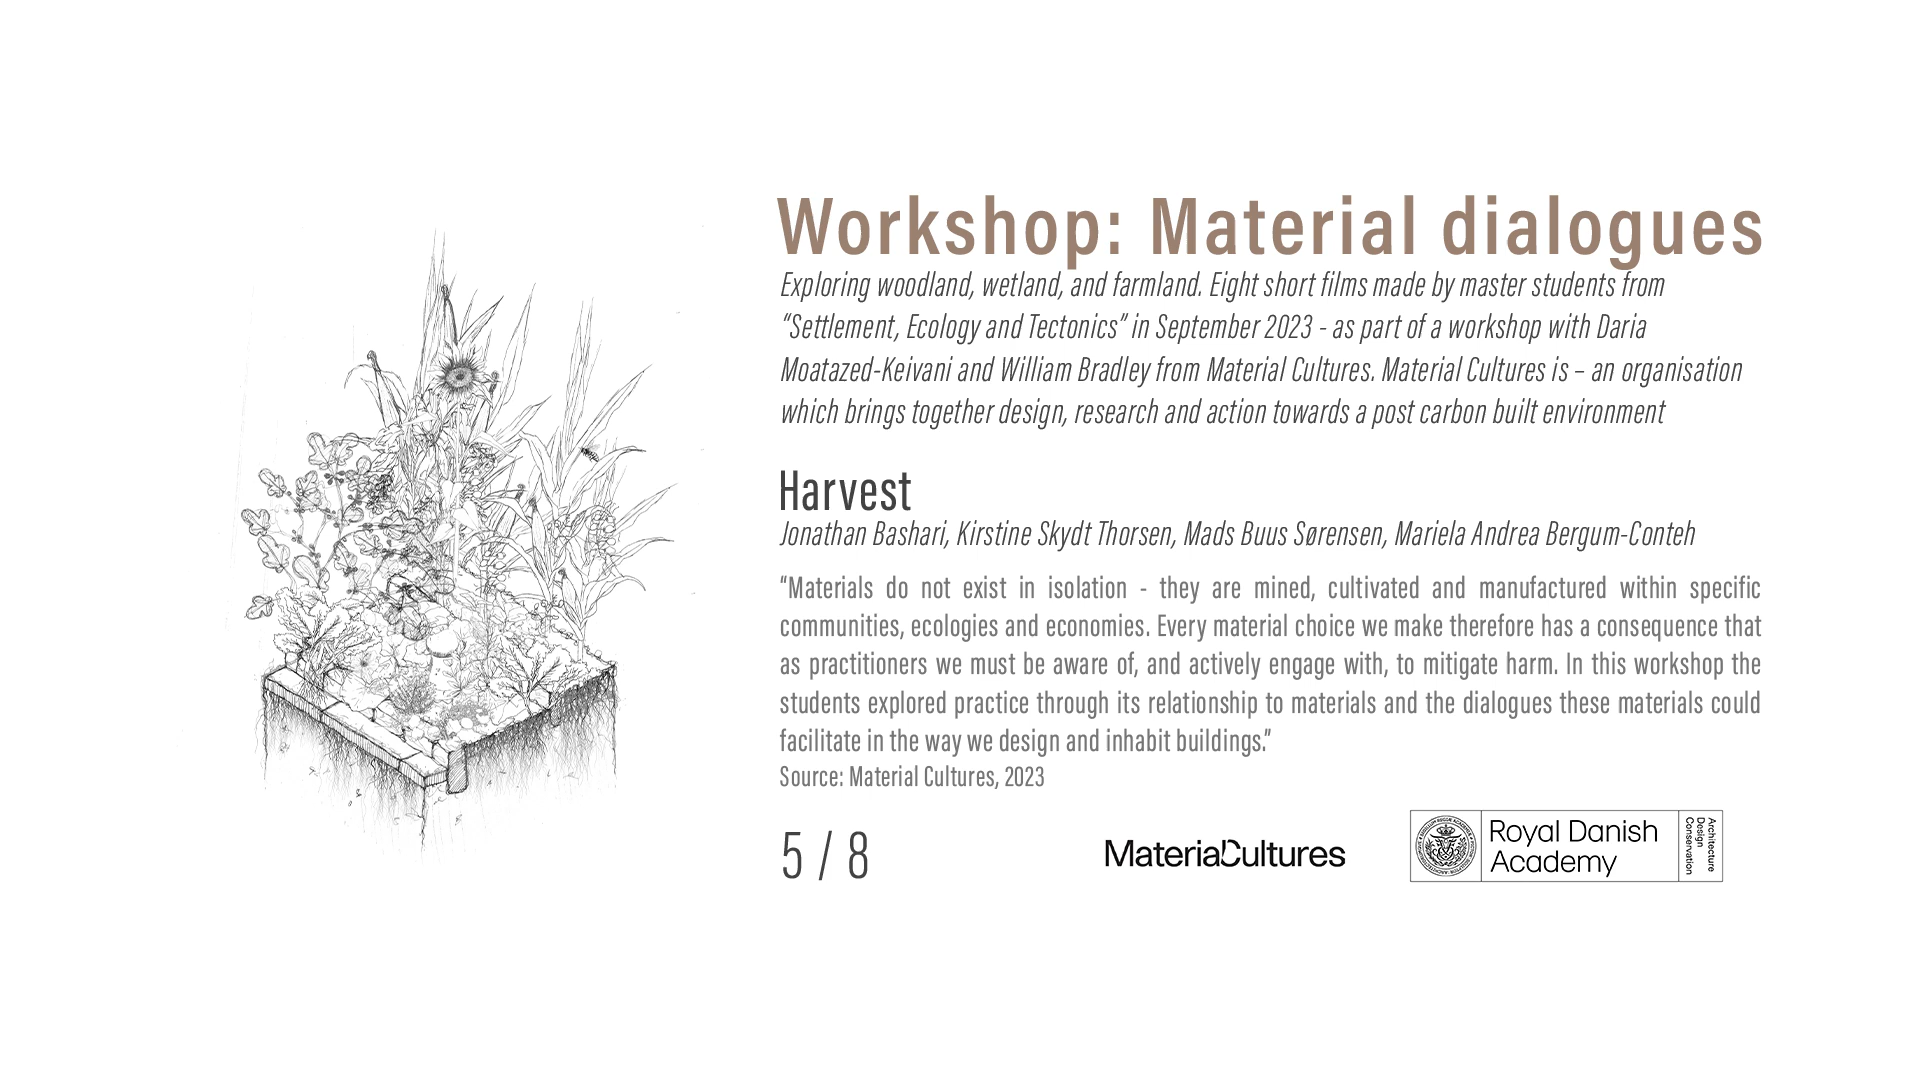 Workshop: Material dialogues
Exploring woodland, wetland, and farmland. Eight short films made by master students from
“Settlement, Ecology and Tectonics” in September 2023 - as part of a workshop with Daria
Moatazed-Keivani and William Bradley from Material Cultures. Material Cultures is – an organisation
which brings together design, research and action towards a post carbon built environment
Harvest
Jonathan Bashari, Kirstine Skydt Thorsen, Mads Buus Sørensen, Mariela Andrea Bergum-Conteh
“Materials do not exist in isolation - they are mined, cultivated and manufactured within specific
communities, ecologies and economies. Every material choice we make therefore has a consequence that
as practitioners we must be aware of, and actively engage with, to mitigate harm. In this workshop the
students explored practice through its relationship to materials and the dialogues these materials could
facilitate in the way we design and inhabit buildings.”
Source: Material Cultures, 2023
5 / 8
MaterialCultures
Royal Danish
Academy
Architecture
Design
Conservation